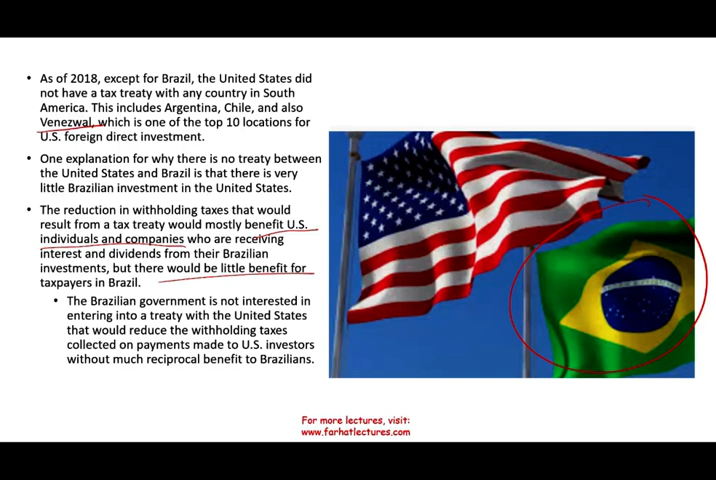 • As of 2018, except for Brazil, the United States did
not have a tax treaty with any country in South
America. This includes Argentina, Chile, and also
Venezwal, which is one of the top 10 locations for
U.S. foreign direct investment.
• One explanation for why there is no treaty between
the United States and Brazil is that there is very
little Brazilian investment in the United States.
• The reduction in withholding taxes that would
result from a tax treaty would mostly benefit U.S.
individuals and companies who are receiving
interest and dividends from their Brazilian
investments, but there would be little benefit for
taxpayers in Brazil.
• The Brazilian government is not interested in
entering into a treaty with the United States
that would reduce the withholding taxes
collected on payments made to U.S. investors
without much reciprocal benefit to Brazilians.
For more lectures, visit:
www.farhatlectures.com